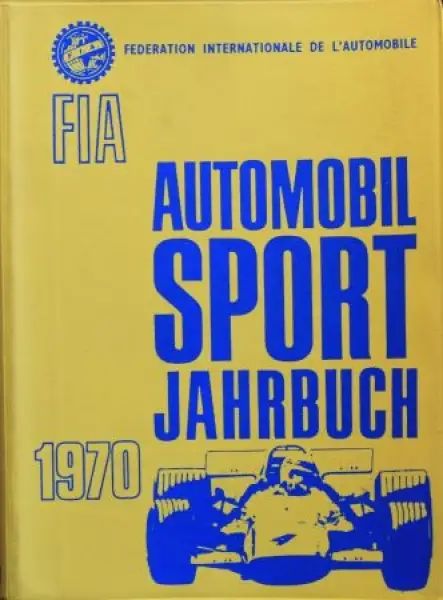 FEDERATION INTERNATIONALE DE L'AUTOMOBILE
FIA
AUTOMOBIL
SPORT
JAHRBUCH
1970